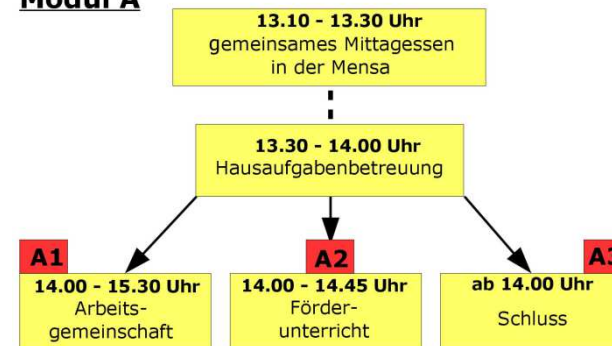 Modul A
13.10 - 13.30 Uhr
gemeinsames Mittagessen
in der Mensa
13.30 - 14.00 Uhr
Hausaufgabenbetreuung
A1
A2
A3
14.00 - 15.30 Uhr
Arbeits-
gemeinschaft
14.00 - 14.45 Uhr
Förder-
unterricht
ab 14.00 Uhr
Schluss